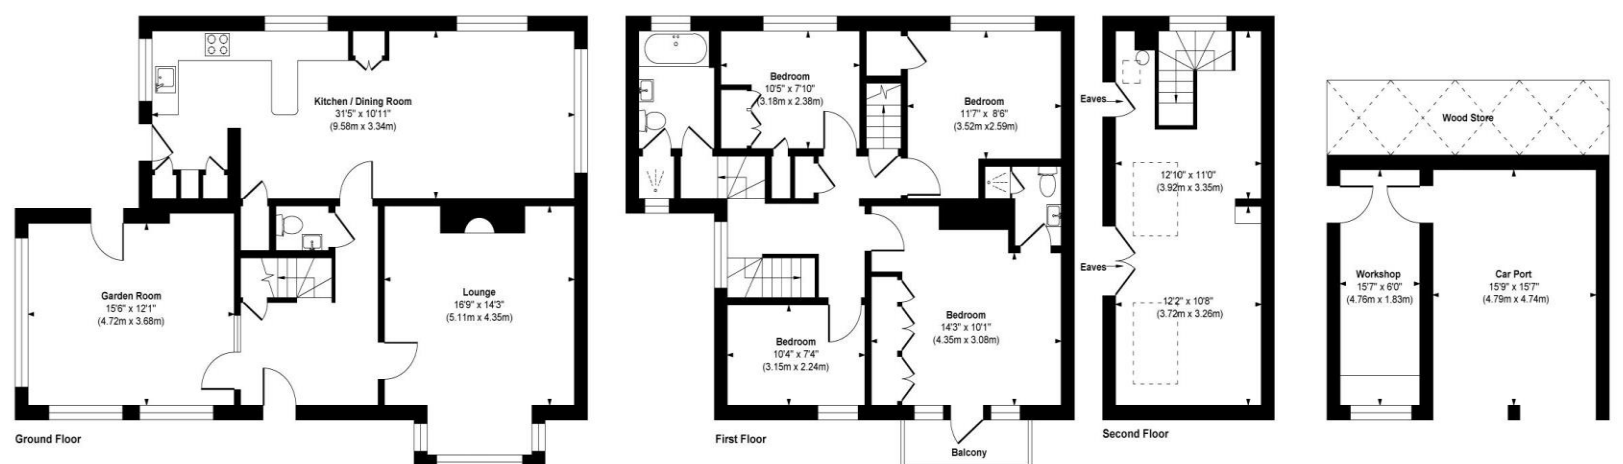 Kitchen / Dining Room
31'5" x 10'11"
(9.58m x 3.34m)
Garden Room
15'6" x 12'1"
(4.72m x 3.68m)
Lounge
16'9" x 14'3"
(5.11m x 4.35m)
Ground Floor
Bedroom
10'5" x 7'10"
(3.18m x 2.38m)
Bedroom
11'7" x 8'6"
(3.52m x2.59m)
Bedroom
10'4" x 7'4"
(3.15m x 2.24m)
Bedroom
14'3" x 10'1"
(4.35m x 3.08m)
Balcony
First Floor
Eaves
12'10" x 11'0"
(3.92m x 3.35m)
Eaves
12'2" x 10'8"
(3.72m x 3.26m)
Second Floor
Wood Store
Workshop
15'7" x 6'0"
(4.76m x 1.83m)
Car Port
15'9" x 15'7"
(4.79m x 4.74m)